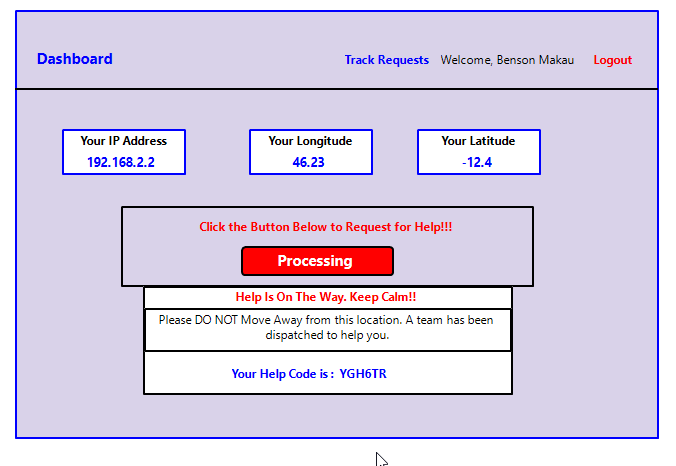 Dashboard Track Requests Welcome, Benson Makau Logout
Your IP Address Your Longitude Your Latitude
192.168.2.2 46.23 -12.4
Click the Button Below to Request for Help!!!
Processing
Help Is On The Way. Keep Calm!!
Please DO NOT Move Away from this location. A team has been
dispatched to help you.
Your Help Code is : YGH6TR